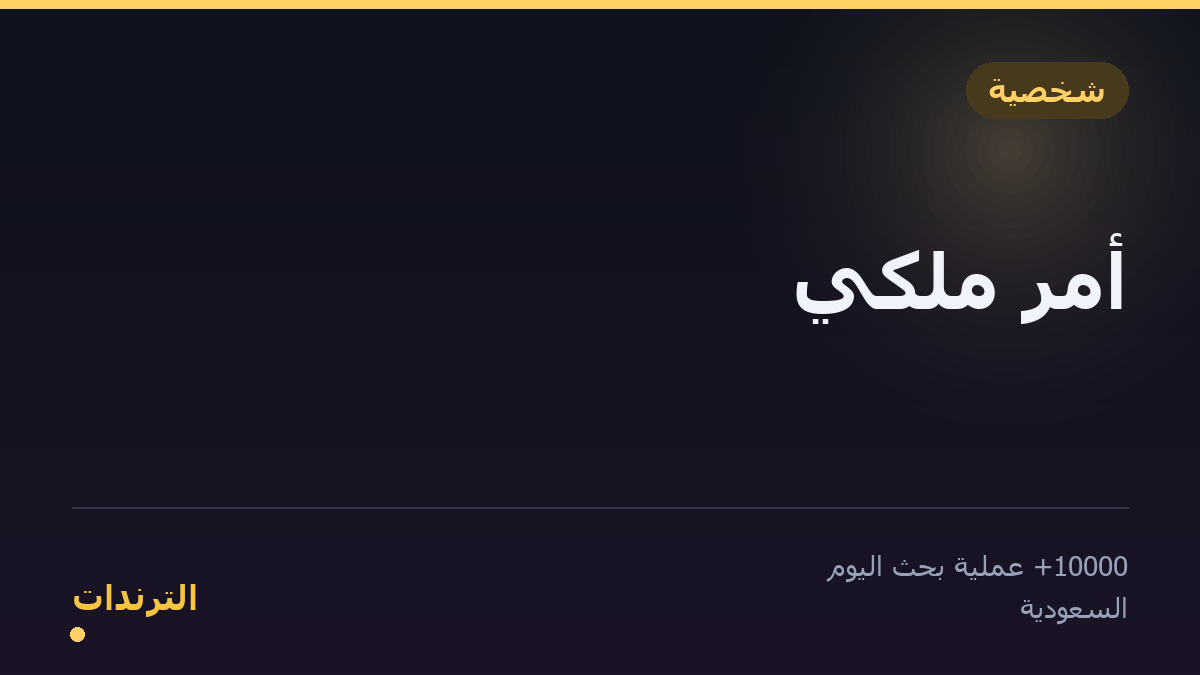 شخصية
أمر ملكي
10000+ عملية بحث اليوم
السعودية
الترندات